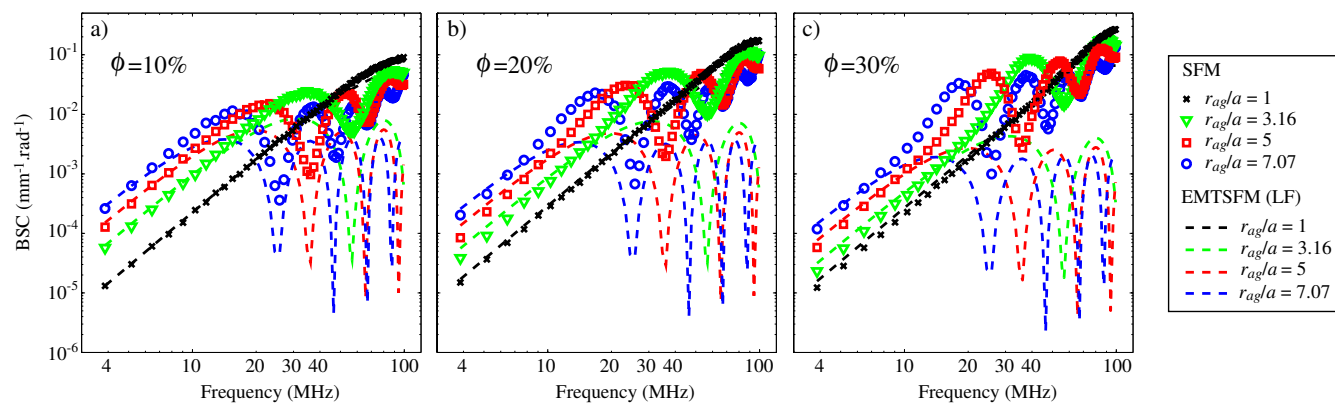 a)
ϕ=10%
b)
ϕ=20%
c)
ϕ=30%
BSC (mm⁻¹.rad⁻¹)
10⁻¹
10⁻²
10⁻³
10⁻⁴
10⁻⁵
10⁻⁶
4 10 20 30 40 100
4 10 20 30 40 100
4 10 20 30 40 100
Frequency (MHz)
Frequency (MHz)
Frequency (MHz)
SFM
r_ag/a = 1
r_ag/a = 3.16
r_ag/a = 5
r_ag/a = 7.07
EMTSFM (LF)
r_ag/a = 1
r_ag/a = 3.16
r_ag/a = 5
r_ag/a = 7.07